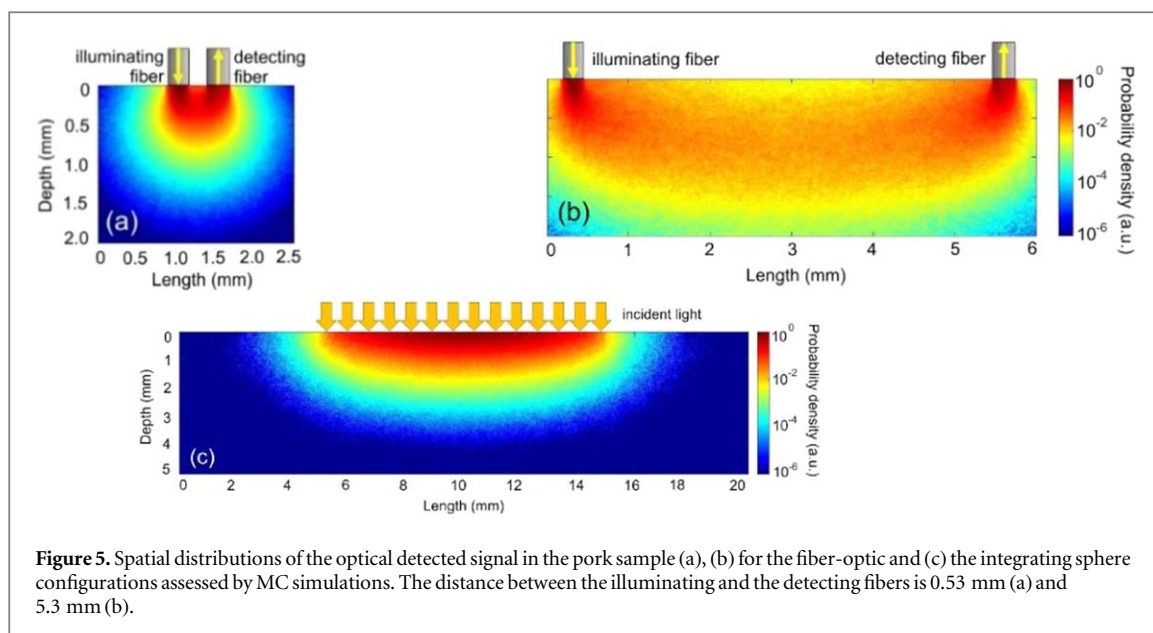 illuminating fiber
detecting fiber
0
0.5
1.0
1.5
2.0
Depth (mm)
(a)
0 0.5 1.0 1.5 2.0 2.5
Length (mm)
illuminating fiber
detecting fiber
(b)
0 1 2 3 4 5 6
Length (mm)
10^0
10^-2
10^-4
10^-6
Probability density (a.u.)
incident light
0
1
2
3
4
5
Depth (mm)
(c)
0 2 4 6 8 10 12 14 16 18 20
Length (mm)
10^0
10^-2
10^-4
10^-6
Probability density (a.u.)
Figure 5. Spatial distributions of the optical detected signal in the pork sample (a), (b) for the fiber-optic and (c) the integrating sphere
configurations assessed by MC simulations. The distance between the illuminating and the detecting fibers is 0.53 mm (a) and
5.3 mm (b).